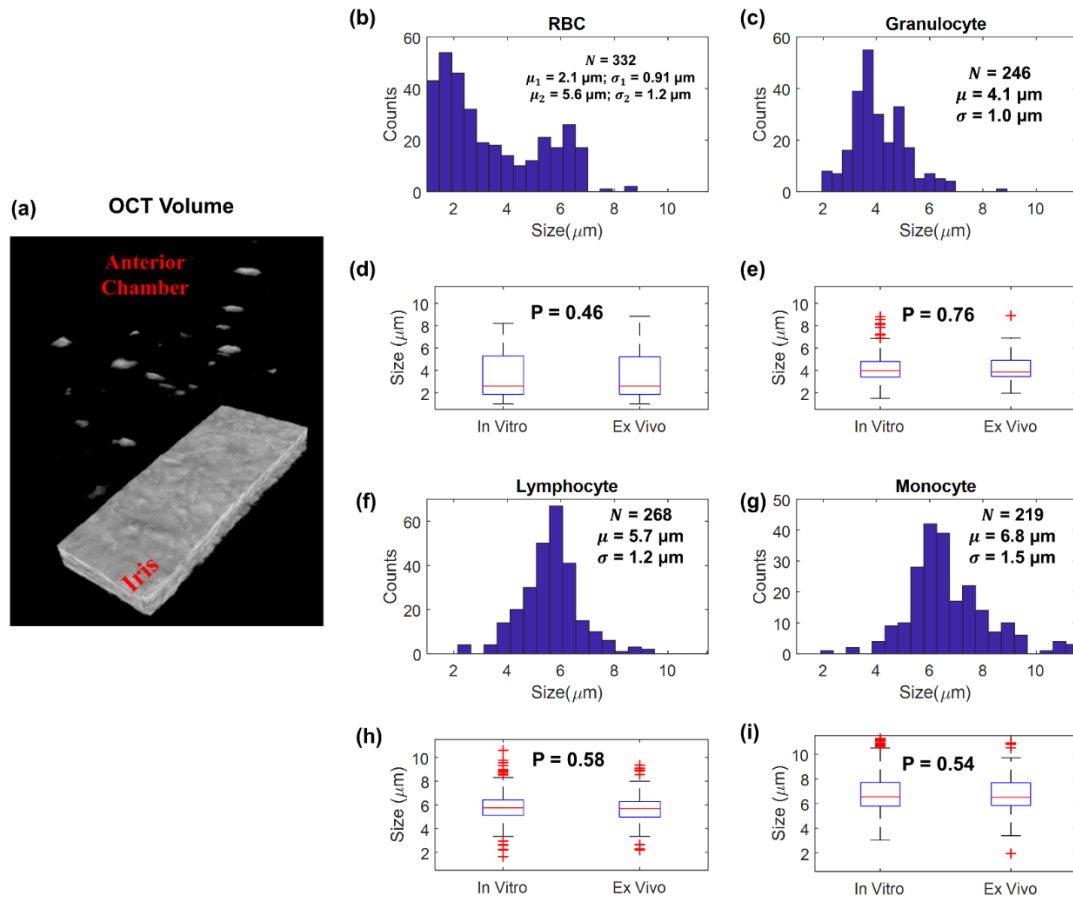 (a)
OCT Volume
Anterior
Chamber
Iris
(b)
RBC
N = 332
μ1 = 2.1 μm; σ1 = 0.91 μm
μ2 = 5.6 μm; σ2 = 1.2 μm
60
40
20
0
Counts
2 4 6 8 10
Size(μm)
(c)
Granulocyte
N = 246
μ = 4.1 μm
σ = 1.0 μm
60
40
20
0
Counts
2 4 6 8 10
Size(μm)
(d)
P = 0.46
10
8
6
4
2
Size (μm)
In Vitro Ex Vivo
(e)
P = 0.76
10
8
6
4
2
Size (μm)
In Vitro Ex Vivo
(f)
Lymphocyte
N = 268
μ = 5.7 μm
σ = 1.2 μm
60
40
20
0
Counts
2 4 6 8 10
Size(μm)
(g)
Monocyte
N = 219
μ = 6.8 μm
σ = 1.5 μm
50
40
30
20
10
0
Counts
2 4 6 8 10
Size(μm)
(h)
P = 0.58
10
8
6
4
2
Size (μm)
In Vitro Ex Vivo
(i)
P = 0.54
10
8
6
4
2
Size (μm)
In Vitro Ex Vivo